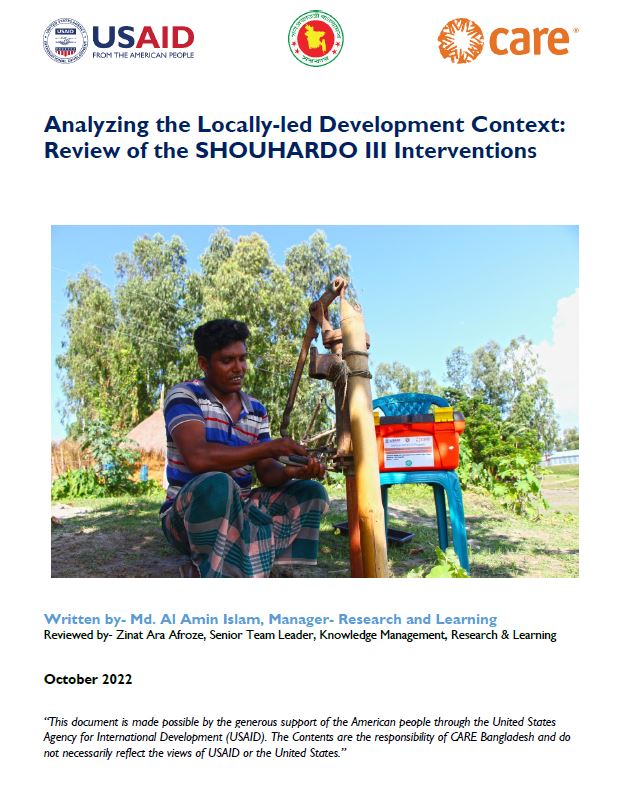 USAID
FROM THE AMERICAN PEOPLE
care
Analyzing the Locally-led Development Context:
Review of the SHOUHARDO III Interventions
USAID
Written by- Md. Al Amin Islam, Manager- Research and Learning
Reviewed by- Zinat Ara Afroze, Senior Team Leader, Knowledge Management, Research & Learning
October 2022
“This document is made possible by the generous support of the American people through the United States
Agency for International Development (USAID). The Contents are the responsibility of CARE Bangladesh and do
not necessarily reflect the views of USAID or the United States.”